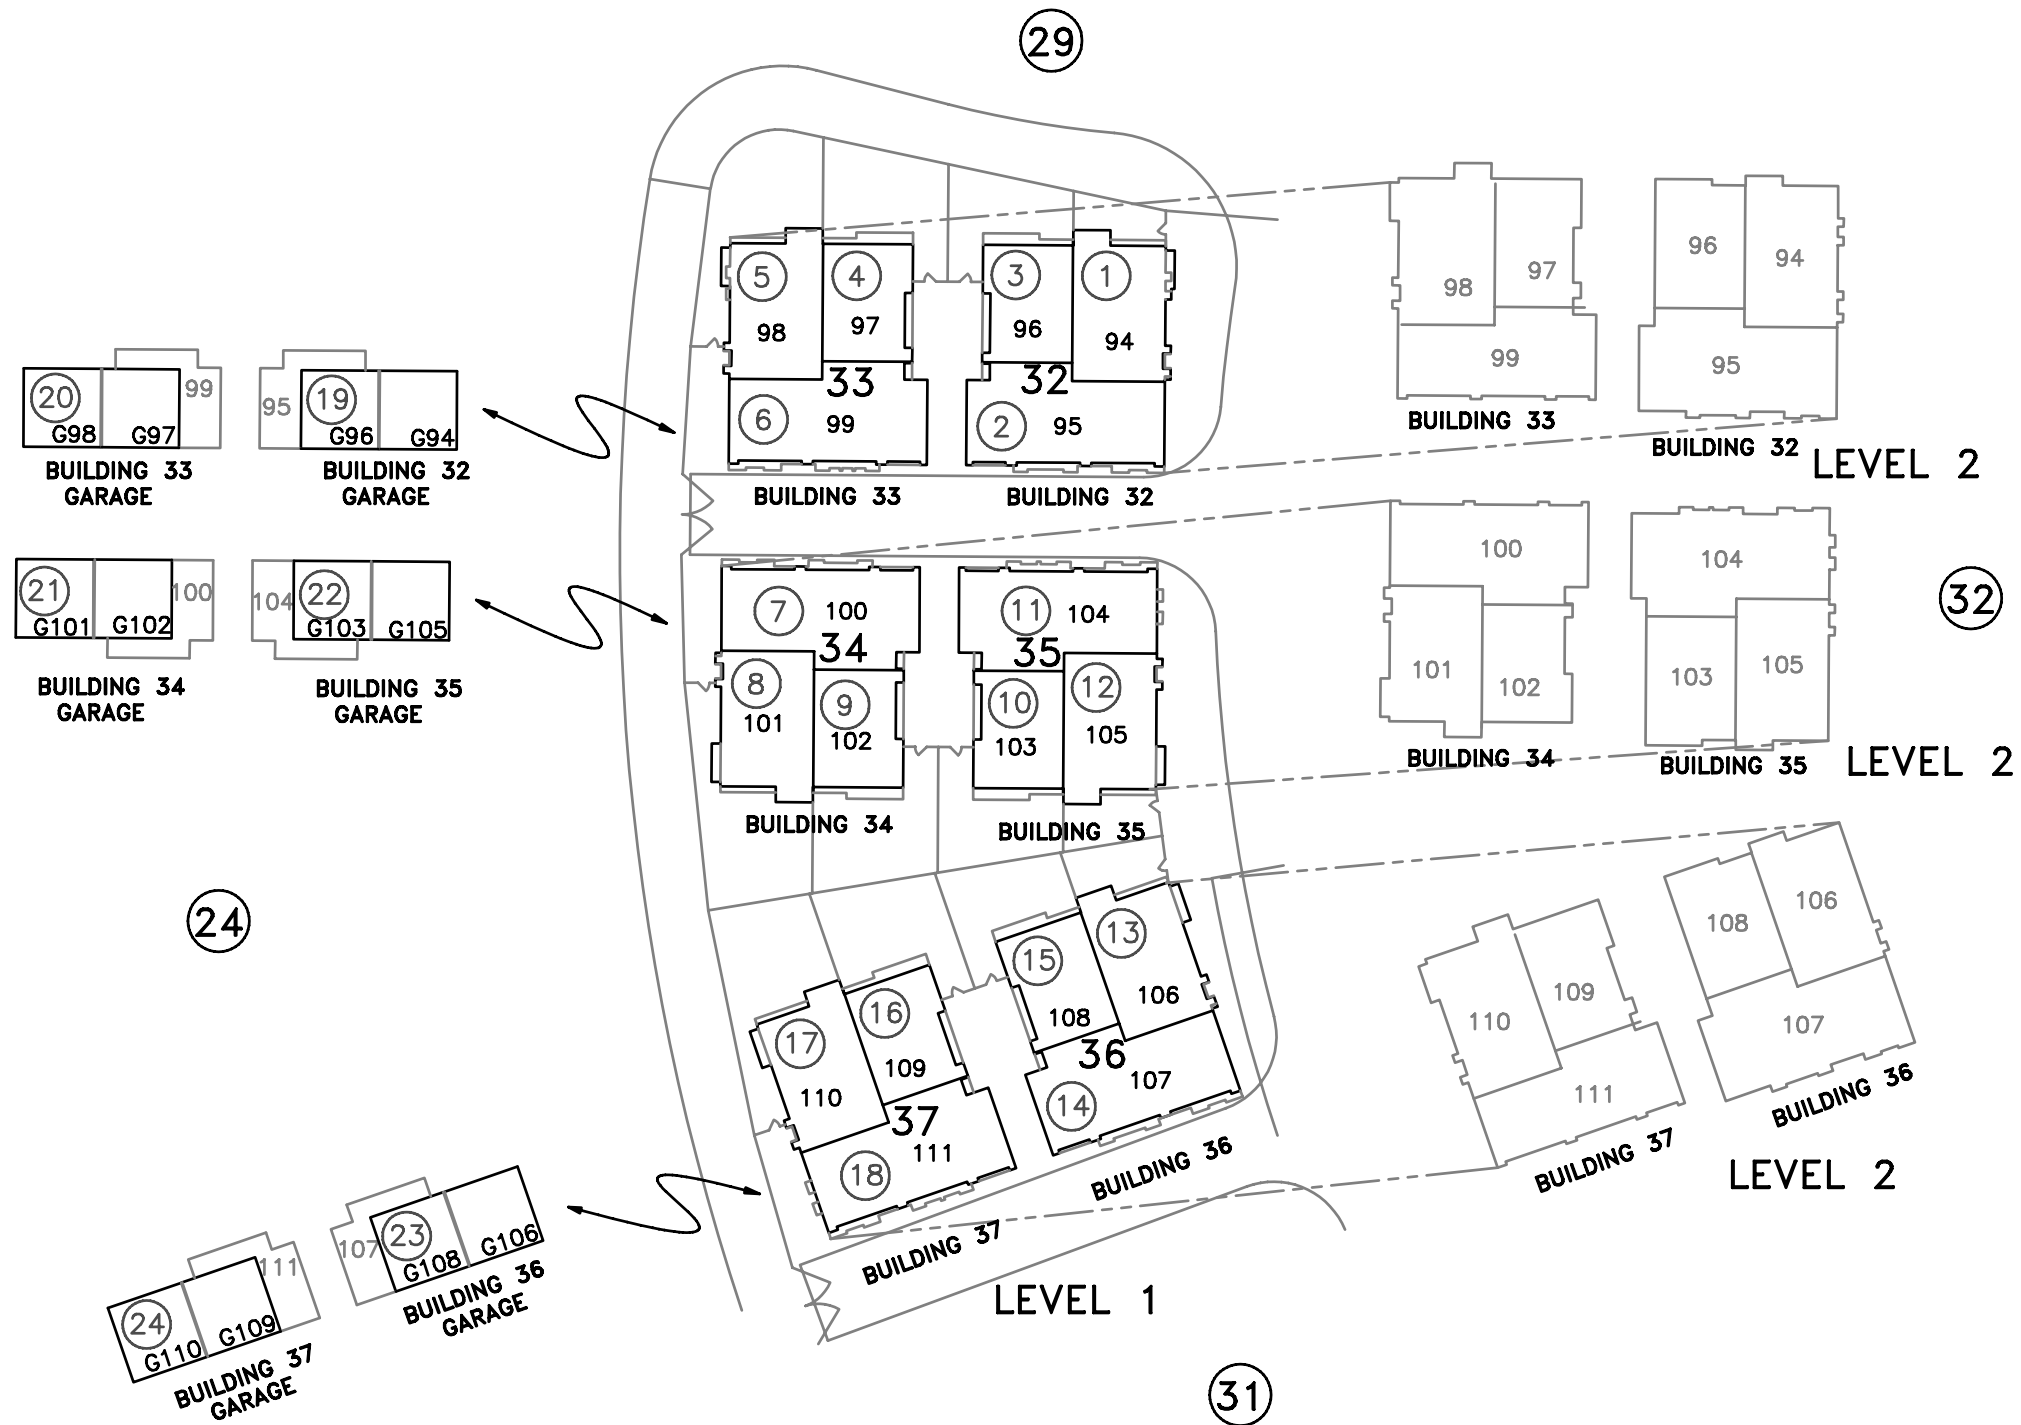 29
5
4
3
1
98
97
96
94
33
32
6
99
2
95
BUILDING 33
BUILDING 32
98
97
99
BUILDING 33
96
94
95
BUILDING 32
LEVEL 2
20
G98
G97
99
BUILDING 33
GARAGE
95
19
G96
G94
BUILDING 32
GARAGE
21
G101
G102
100
BUILDING 34
GARAGE
104
22
G103
G105
BUILDING 35
GARAGE
7
100
11
104
34
35
8
101
9
102
10
103
12
105
BUILDING 34
BUILDING 35
100
101
102
BUILDING 34
104
103
105
BUILDING 35
LEVEL 2
32
24
13
15
106
108
36
107
14
BUILDING 36
17
16
109
110
37
111
18
BUILDING 37
LEVEL 1
110
109
111
BUILDING 37
108
106
107
BUILDING 36
LEVEL 2
107
23
G108
G106
BUILDING 36
GARAGE
111
24
G110
G109
BUILDING 37
GARAGE
31